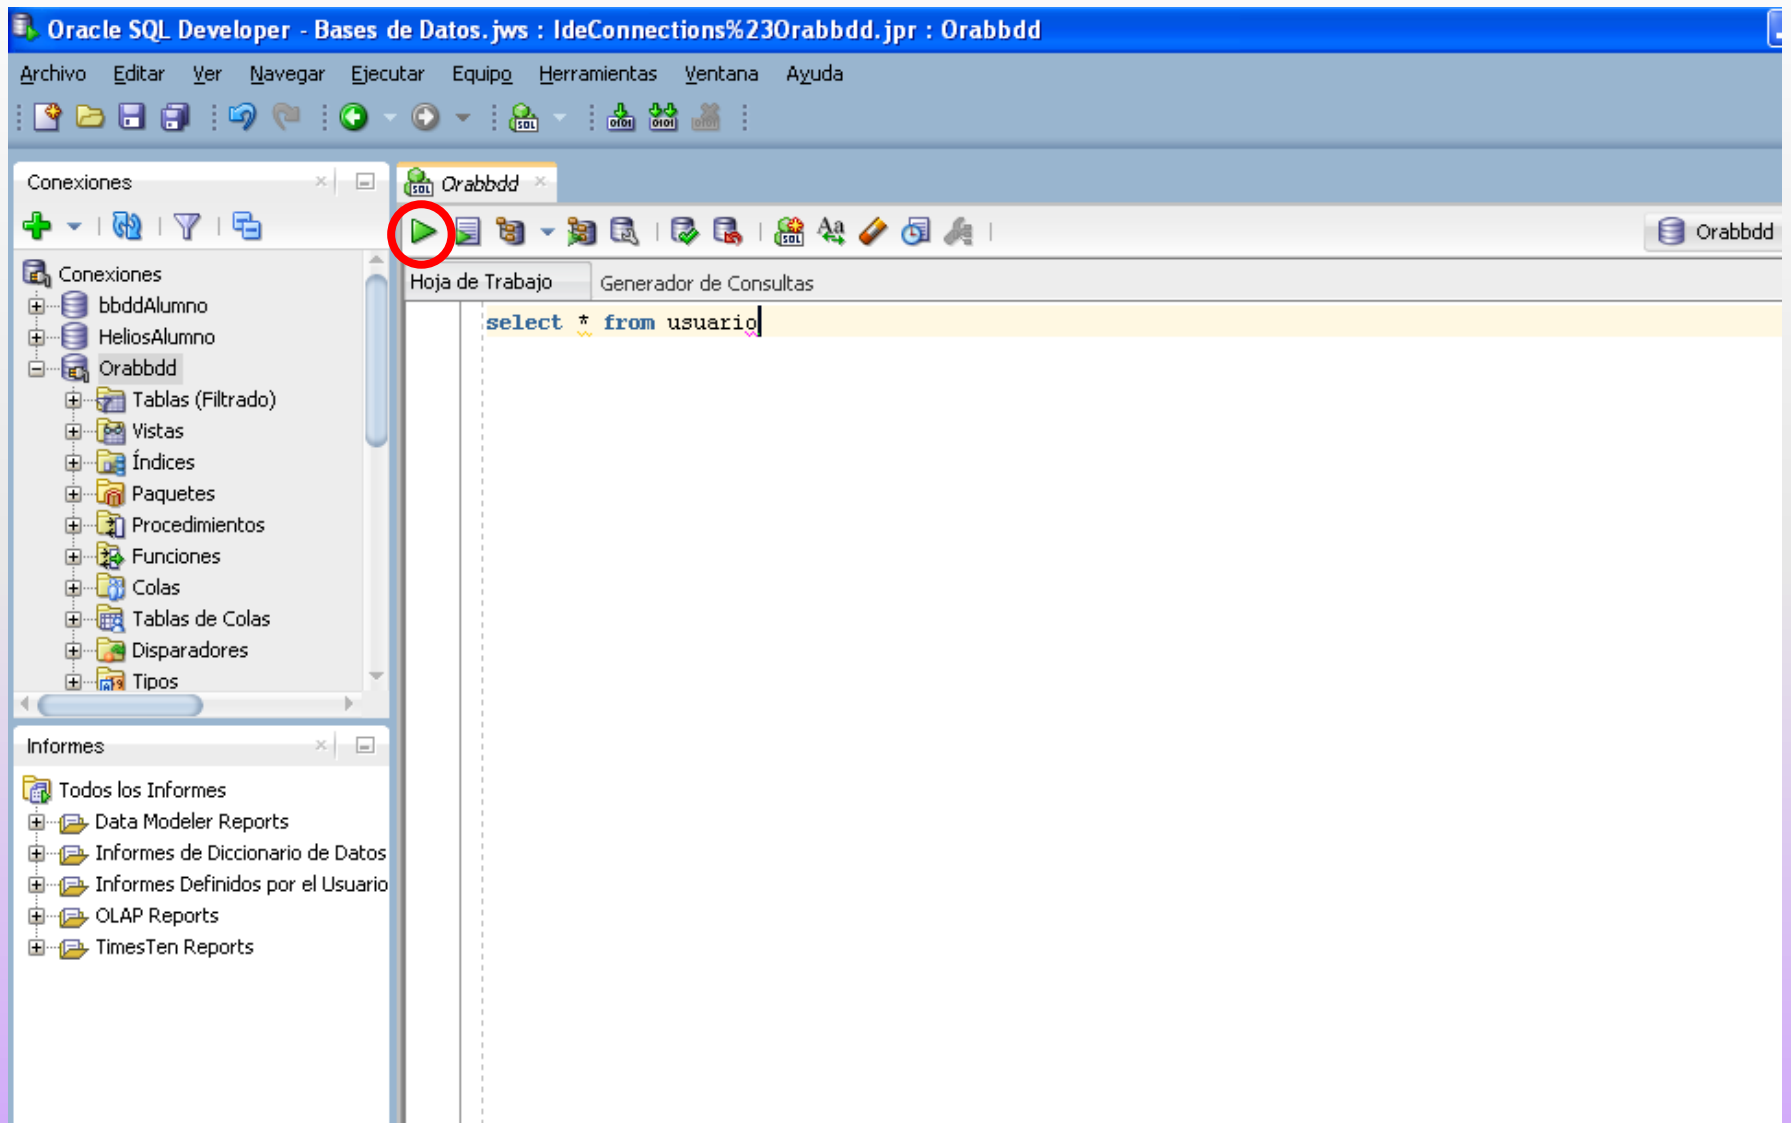 Oracle SQL Developer - Bases de Datos.jws : IdeConnections%23Orabbdd.jpr : Orabbdd
Archivo Editar Ver Navegar Ejecutar Equipo Herramientas Ventana Ayuda
Conexiones
Orabbdd
Orabbdd
Hoja de Trabajo Generador de Consultas
select * from usuario
Conexiones
bbddAlumno
HeliosAlumno
Orabbdd
Tablas (Filtrado)
Vistas
Índices
Paquetes
Procedimientos
Funciones
Colas
Tablas de Colas
Disparadores
Tipos
Informes
Todos los Informes
Data Modeler Reports
Informes de Diccionario de Datos
Informes Definidos por el Usuario
OLAP Reports
TimesTen Reports